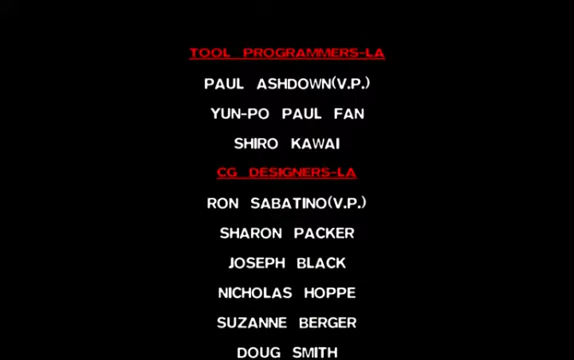 TOOL PROGRAMMERS-LA
PAUL ASHDOWN(V.P.)
YUN-PO PAUL FAN
SHIRO KAWAI
CG DESIGNERS-LA
RON SABATINO(V.P.)
SHARON PACKER
JOSEPH BLACK
NICHOLAS HOPPE
SUZANNE BERGER
DOUG SMITH